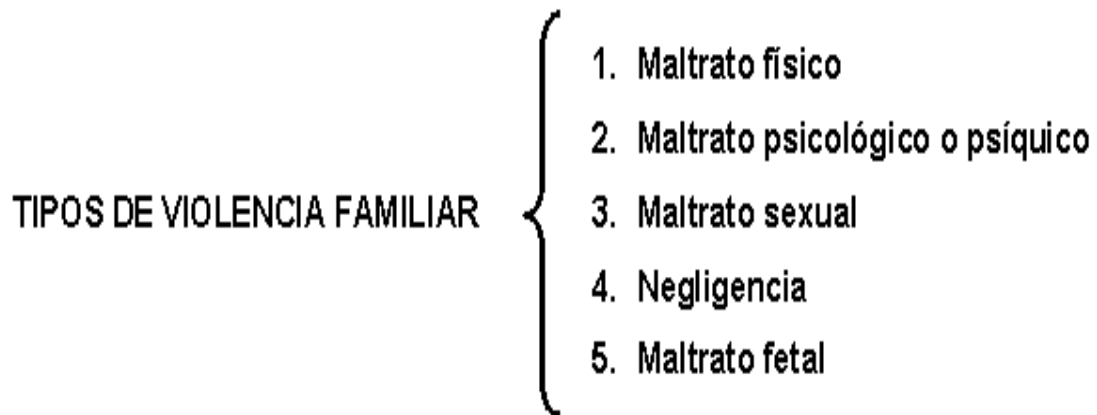 TIPOS DE VIOLENCIA FAMILIAR
1. Maltrato físico
2. Maltrato psicológico o psíquico
3. Maltrato sexual
4. Negligencia
5. Maltrato fetal